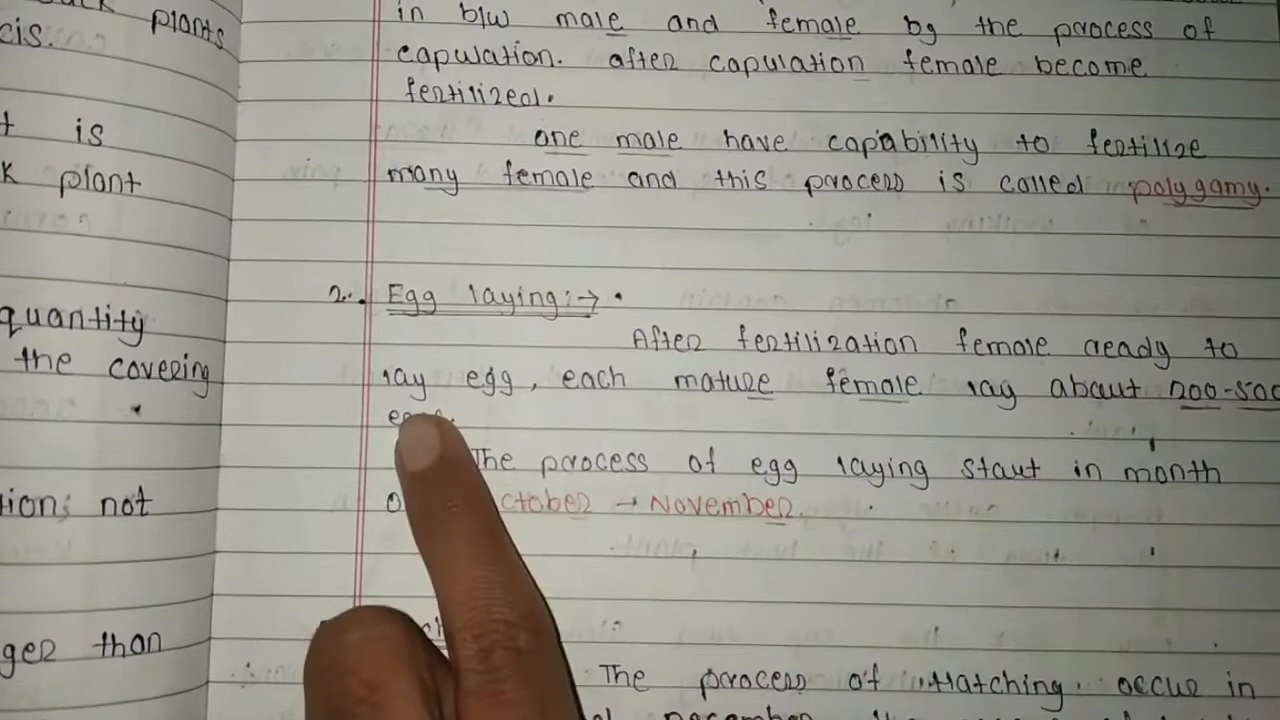 plants
cis.
t is
k plant
quantity
the covering
tion; not
ger than
in b/w male and female by the process of
capulation. after capulation female become
fertilized.
one male have capability to fertilize
many female and this process is called polygamy.
2. Egg laying :→
After fertilization female ready to
lay egg, each mature female lay about 200-500
The process of egg laying start in month
October → November.
The process of Hatching occur in